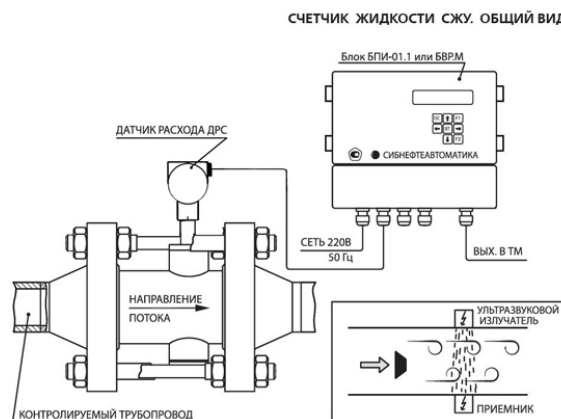 СЧЕТЧИК ЖИДКОСТИ СЖУ. ОБЩИЙ ВИД
Блок БПИ-01.1 или БВР.М
ДАТЧИК РАСХОДА ДРС
СИБНЕФТЕАВТОМАТИКА
СЕТЬ 220В
50 Гц
ВЫХ. В ТМ
НАПРАВЛЕНИЕ
ПОТОКА
УЛЬТРАЗВУКОВОЙ
ИЗЛУЧАТЕЛЬ
ПРИЕМНИК
КОНТРОЛИРУЕМЫЙ ТРУБОПРОВОД